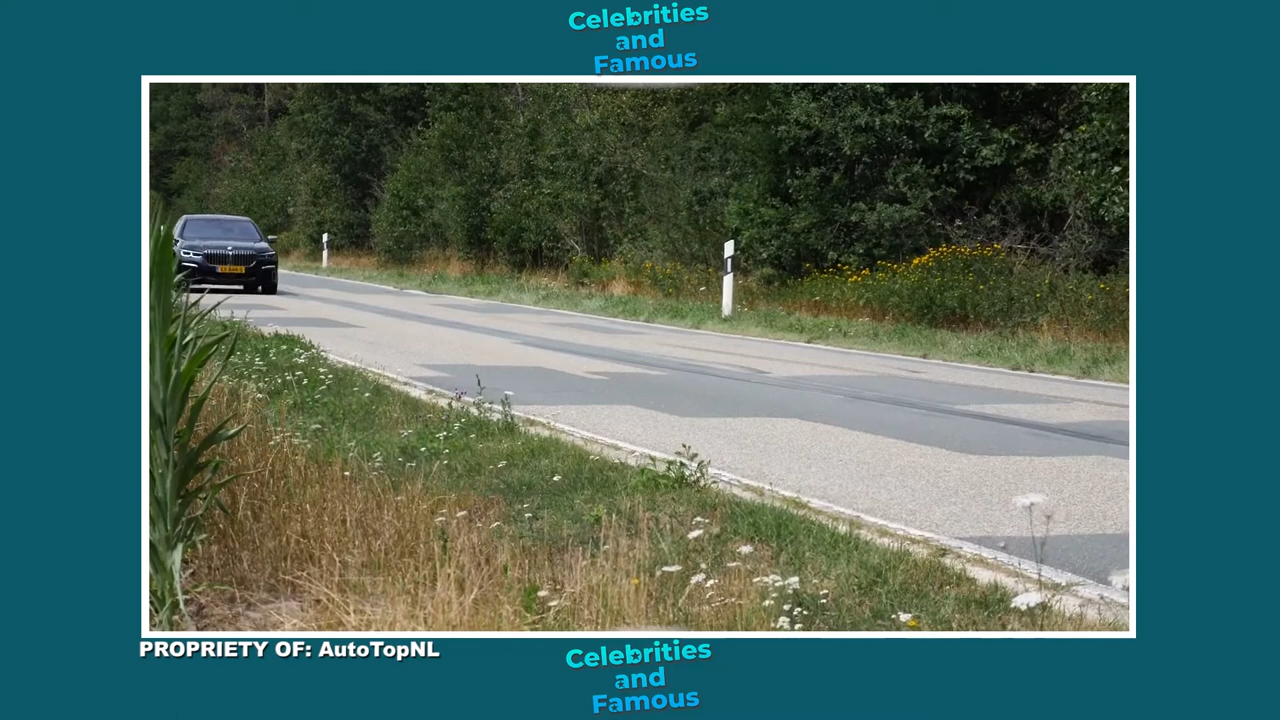 Celebrities
and
Famous
PROPRIETY OF: AutoTopNL
Celebrities
and
Famous